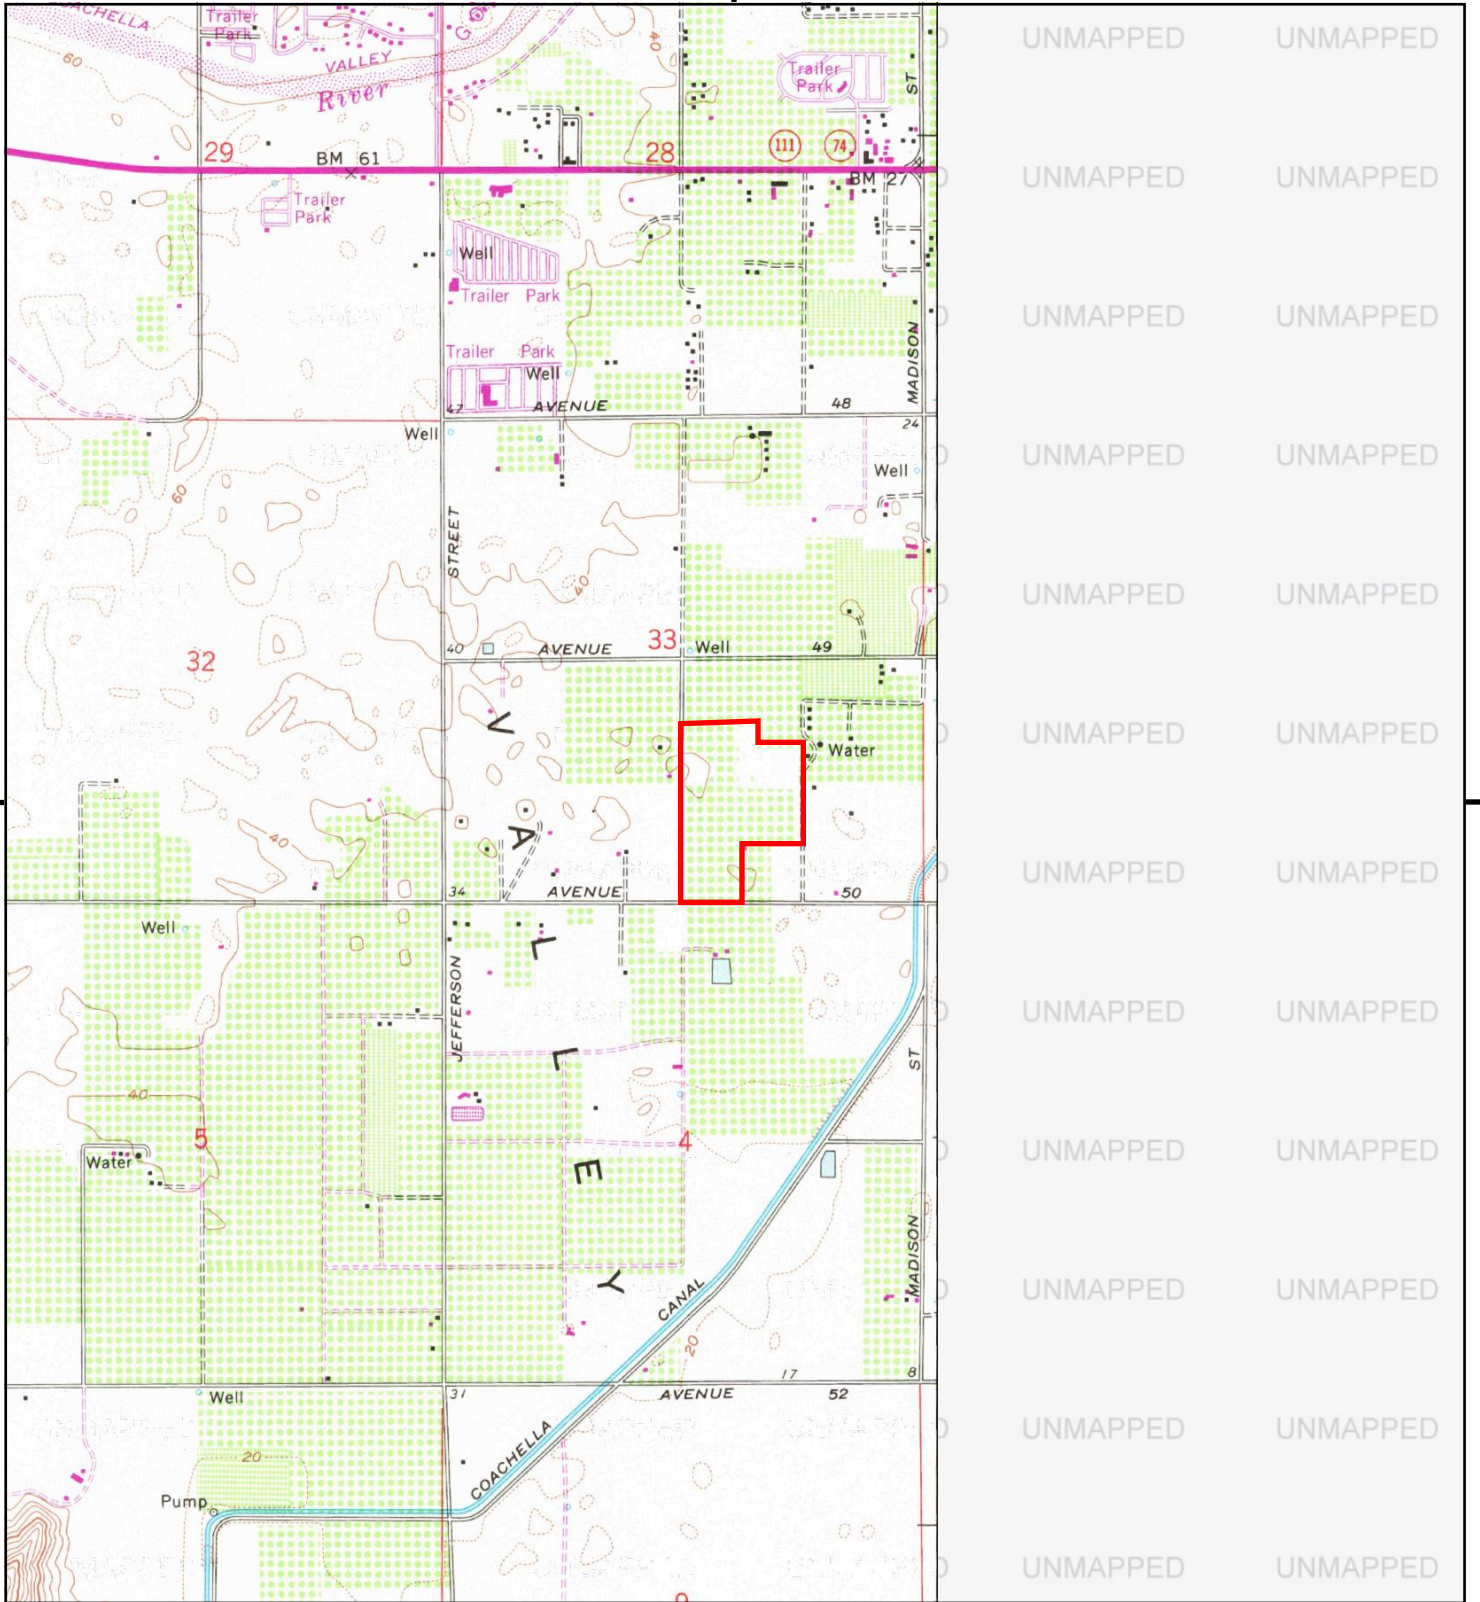 COACHELLA
Trailer
Park
VALLEY
River
G
40
60
Trailer
Park
ST
UNMAPPED UNMAPPED
29
BM 61
28
111
74
BM 27
UNMAPPED UNMAPPED
Trailer
Park
Well
Trailer Park
UNMAPPED UNMAPPED
MADISON
Trailer Park
Well
47
AVENUE
48
24
Well
Well
UNMAPPED UNMAPPED
60
STREET
40
UNMAPPED UNMAPPED
32
40
AVENUE
33
Well
49
V
Water
UNMAPPED UNMAPPED
40
A
34
AVENUE
50
UNMAPPED UNMAPPED
Well
L
JEFFERSON
L
ST
UNMAPPED UNMAPPED
40
5
4
Water
E
UNMAPPED UNMAPPED
MADISON
Y
CANAL
UNMAPPED UNMAPPED
20
17
8
Well
31
AVENUE
52
UNMAPPED UNMAPPED
COACHELLA
20
Pump
UNMAPPED UNMAPPED
9